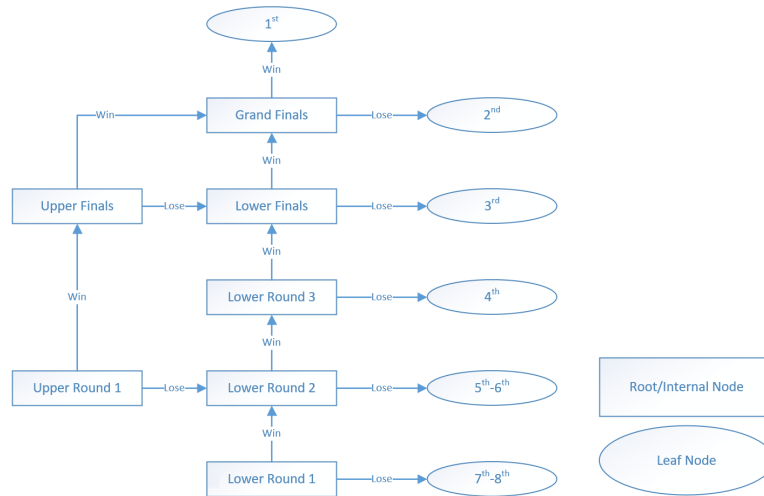 1st
Win
Win
Grand Finals
Lose
2nd
Win
Upper Finals
Lose
Lower Finals
Lose
3rd
Win
Win
Lower Round 3
Lose
4th
Win
Upper Round 1
Lose
Lower Round 2
Lose
5th-6th
Root/Internal Node
Win
Leaf Node
Lower Round 1
Lose
7th-8th